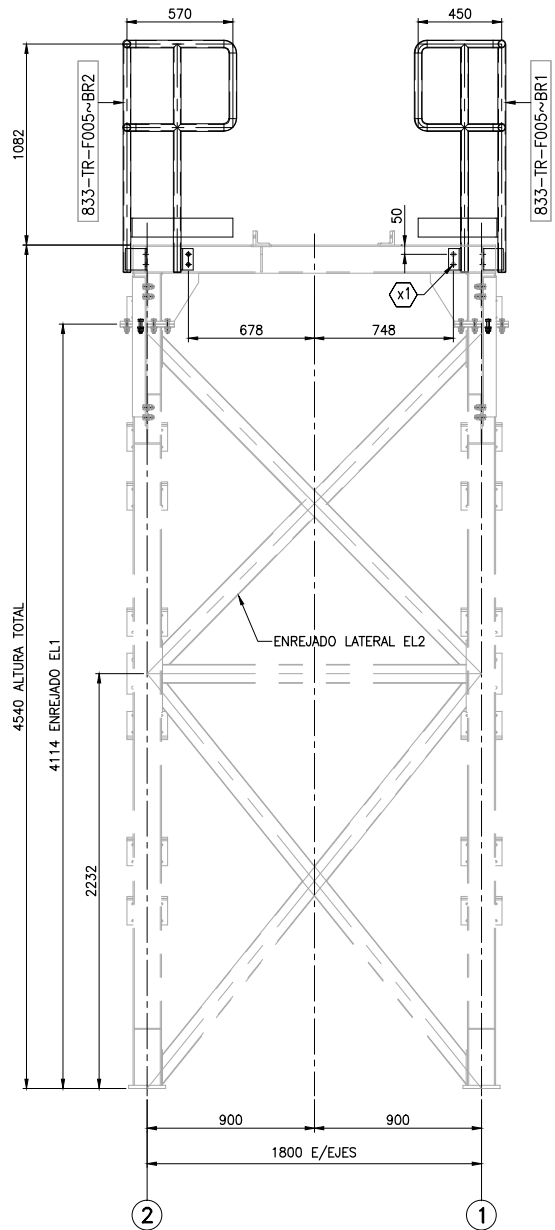 570
450
1082
833-TR-F005~BR2
833-TR-F005~BR1
50
x1
678
748
4540 ALTURA TOTAL
4114 ENREJADO EL1
ENREJADO LATERAL EL2
2232
900
900
1800 E/EJES
2
1